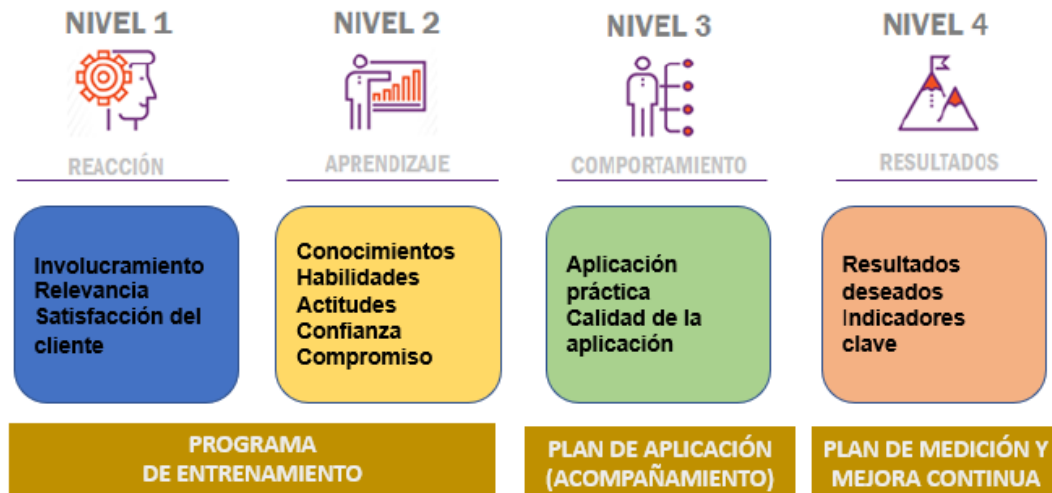 NIVEL 1
REACCIÓN
Involucramiento
Relevancia
Satisfacción del
cliente
NIVEL 2
APRENDIZAJE
Conocimientos
Habilidades
Actitudes
Confianza
Compromiso
PROGRAMA
DE ENTRENAMIENTO
NIVEL 3
COMPORTAMIENTO
Aplicación
práctica
Calidad de la
aplicación
PLAN DE APLICACIÓN
(ACOMPAÑAMIENTO)
NIVEL 4
RESULTADOS
Resultados
deseados
Indicadores
clave
PLAN DE MEDICIÓN Y
MEJORA CONTINUA